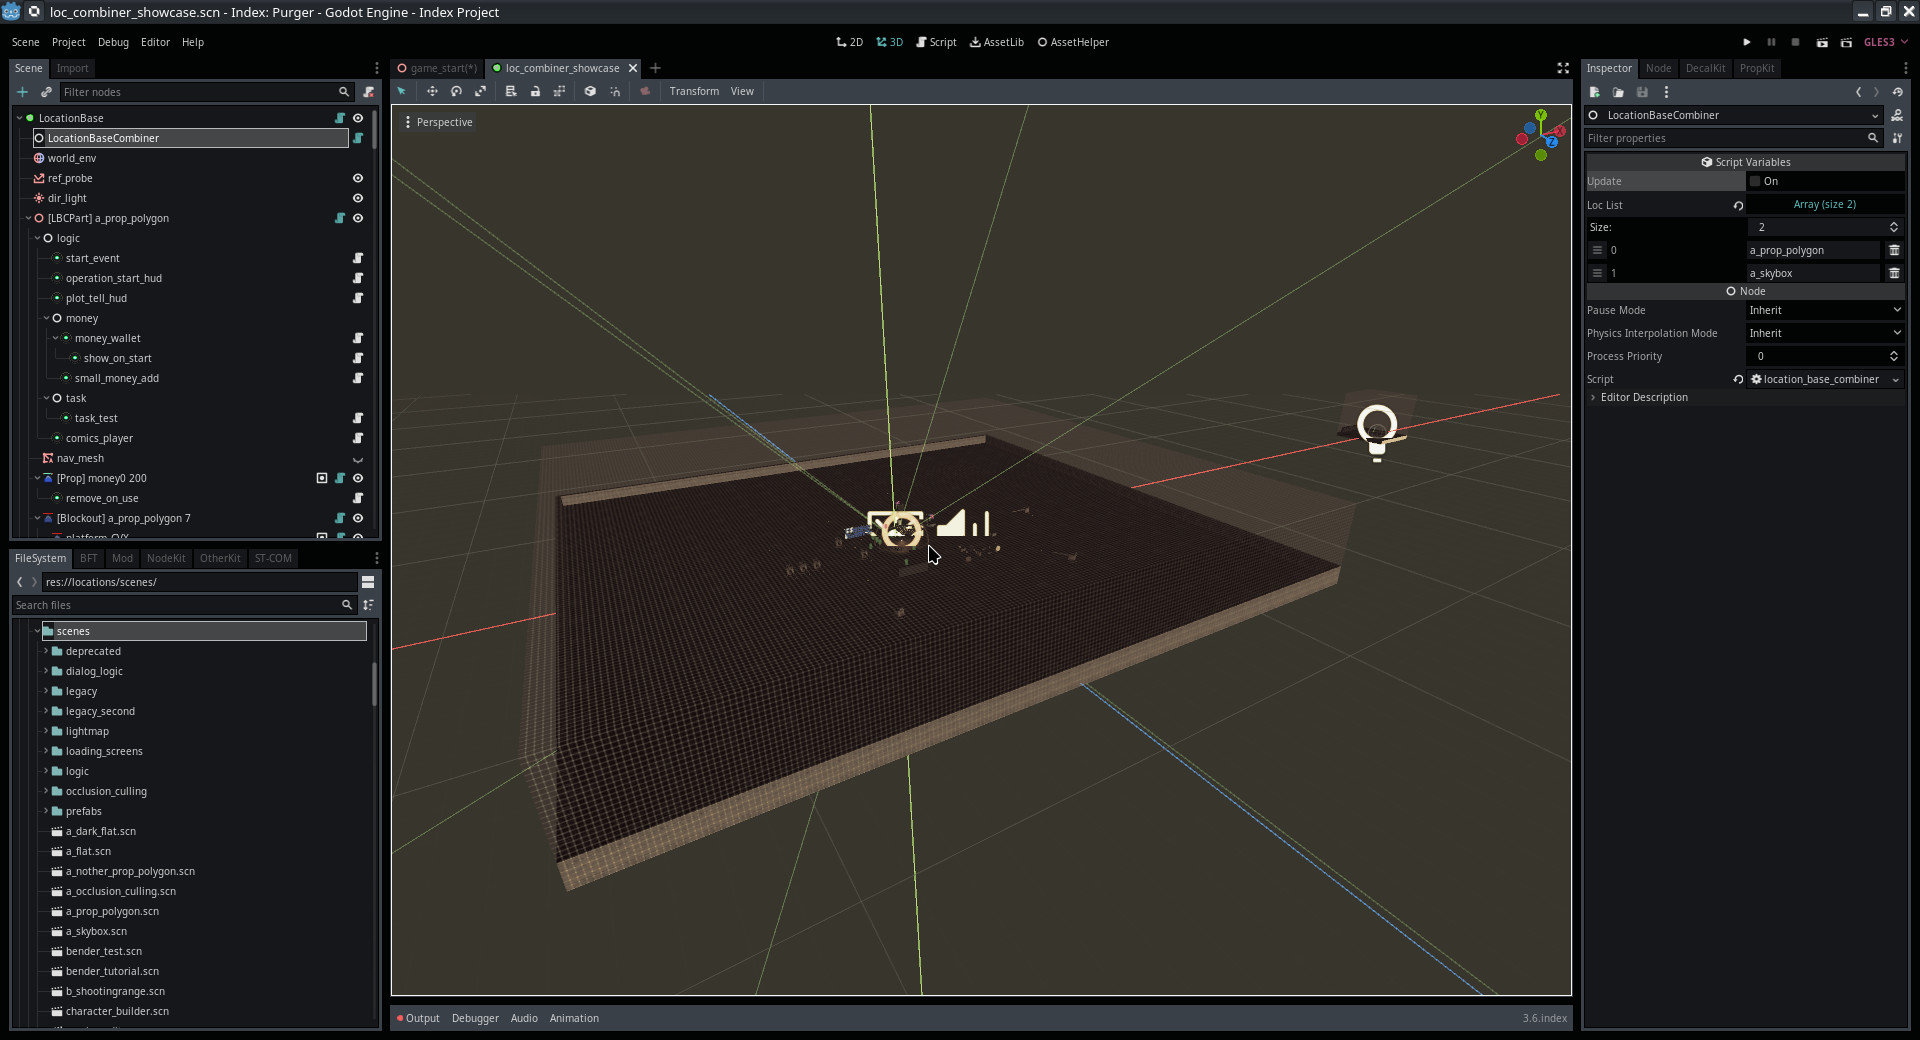 loc_combiner_showcase.scn - Index: Purger - Godot Engine - Index Project
Scene Project Debug Editor Help
2D 3D Script AssetLib AssetHelper
GLES3
Scene Import
Filter nodes
LocationBase
LocationBaseCombiner
world_env
ref_probe
dir_light
[LBCPart] a_prop_polygon
logic
start_event
operation_start_hud
plot_tell_hud
money
money_wallet
show_on_start
small_money_add
task
task_test
comics_player
nav_mesh
[Prop] money0 200
remove_on_use
[Blockout] a_prop_polygon 7
FileSystem BFT Mod NodeKit OtherKit ST-COM
res://locations/scenes/
Search files
scenes
deprecated
dialog_logic
legacy
legacy_second
lightmap
loading_screens
logic
occlusion_culling
prefabs
a_dark_flat.scn
a_flat.scn
a_nother_prop_polygon.scn
a_occlusion_culling.scn
a_prop_polygon.scn
a_skybox.scn
bender_test.scn
bender_tutorial.scn
b_shootingrange.scn
character_builder.scn
game_start(*) loc_combiner_showcase
Transform View
Perspective
Y
X
Z
Output Debugger Audio Animation
3.6.index
Inspector Node DecalKit PropKit
LocationBaseCombiner
Filter properties
Script Variables
Update On
Loc List Array (size 2)
Size: 2
0 a_prop_polygon
1 a_skybox
Node
Pause Mode Inherit
Physics Interpolation Mode Inherit
Process Priority 0
Script location_base_combiner
Editor Description